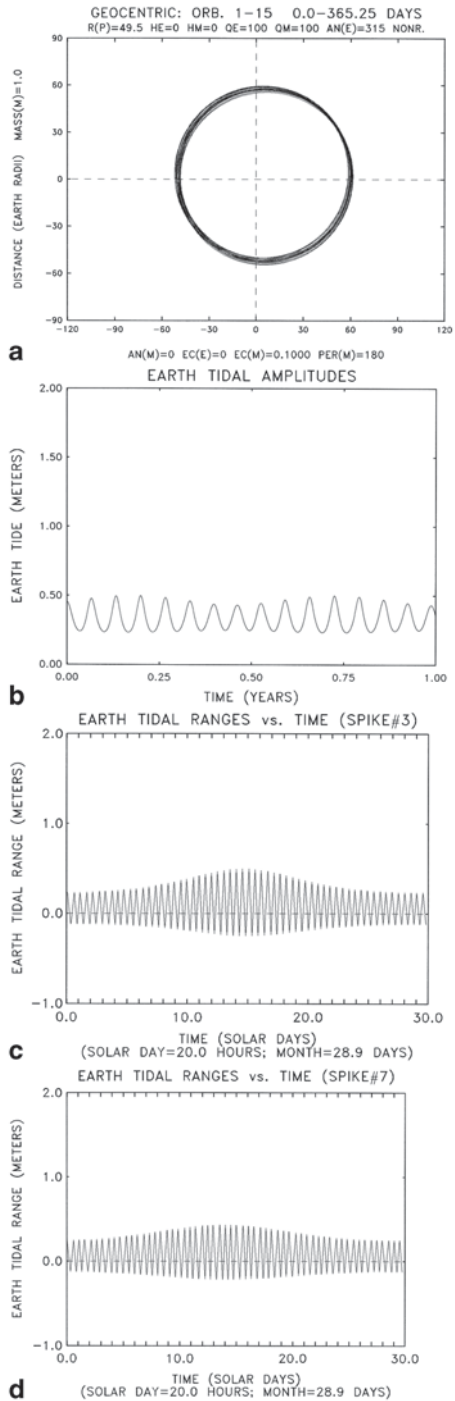 GEOCENTRIC: ORB. 1–15 0.0–365.25 DAYS
R(P)=49.5 HE=0 HM=0 QE=100 QM=100 AN(E)=315 NONR.
DISTANCE (EARTH RADII) MASS(M)=1.0
90
60
30
0
-30
-60
-90
-120 -90 -60 -30 0 30 60 90 120
a
AN(M)=0 EC(E)=0 EC(M)=0.1000 PER(M)=180
EARTH TIDAL AMPLITUDES
EARTH TIDE (METERS)
2.00
1.50
1.00
0.50
0.00
0.00 0.25 0.50 0.75 1.00
TIME (YEARS)
b
EARTH TIDAL RANGES vs. TIME (SPIKE#3)
EARTH TIDAL RANGE (METERS)
2.0
1.0
0.0
-1.0
0.0 10.0 20.0 30.0
TIME (SOLAR DAYS)
c
(SOLAR DAY=20.0 HOURS; MONTH=28.9 DAYS)
EARTH TIDAL RANGES vs. TIME (SPIKE#7)
EARTH TIDAL RANGE (METERS)
2.0
1.0
0.0
-1.0
0.0 10.0 20.0 30.0
TIME (SOLAR DAYS)
d
(SOLAR DAY=20.0 HOURS; MONTH=28.9 DAYS)